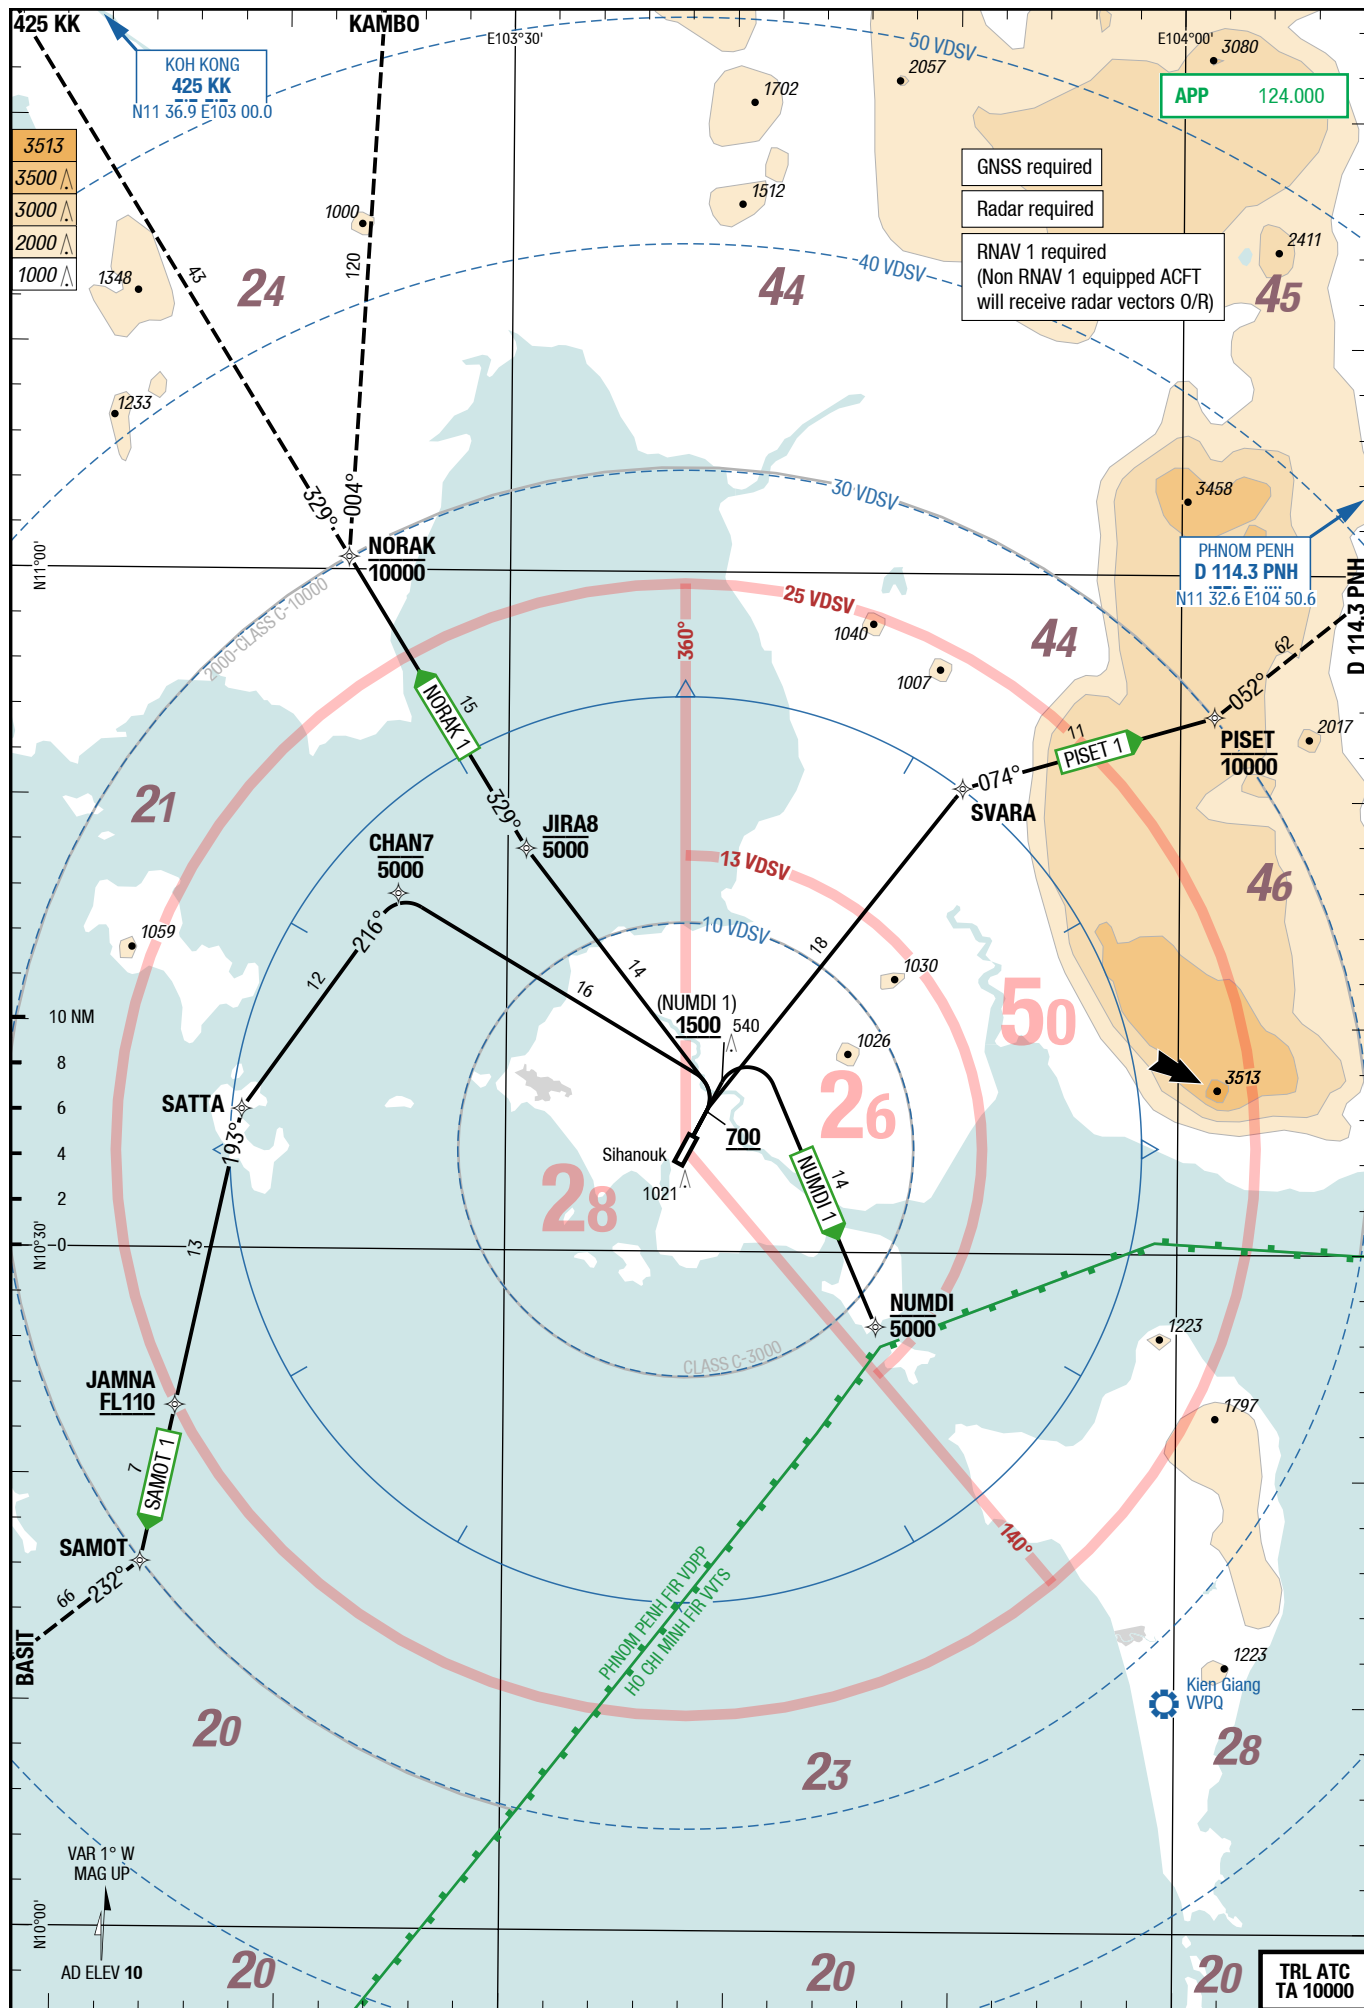 425 KK
KAMBO
E103°30'
50 VDSV
E104°00'
3080
2057
KOH KONG
425 KK
N11 36.9 E103 00.0
1702
APP 124.000
3513
3500
3000
2000
1000
GNSS required
Radar required
RNAV 1 required
(Non RNAV 1 equipped ACFT
will receive radar vectors O/R)
1512
1000
2411
40 VDSV
43
120
1348
24
44
45
1233
30 VDSV
3458
329°
004°
NORAK
10000
N11°00'
PHNOM PENH
D 114.3 PNH
N11 32.6 E104 50.6
D 114.3 PNH
2000-CLASS C-10000
25 VDSV
360°
1040
44
1007
62
052°
15
NORAK 1
11
PISET 1
PISET
10000
2017
074°
SVARA
21
329°
JIRA8
5000
CHAN7
5000
13 VDSV
46
1059
216°
10 VDSV
18
14
12
16
1030
(NUMDI 1)
1500
540
50
10 NM
8
6
4
2
0
1026
26
3513
SATTA
193°
700
Sihanouk
1021
28
14
NUMDI 1
N10°30'
13
NUMDI
5000
1223
CLASS C-3000
JAMNA
FL110
1797
7
SAMOT 1
SAMOT
232°
66
BASIT
140°
PHNOM PENH FIR VDPP
HO CHI MINH FIR VVTS
1223
Kien Giang
VVPQ
20
23
28
VAR 1° W
MAG UP
N10°00'
AD ELEV 10
20
20
20
TRL ATC
TA 10000